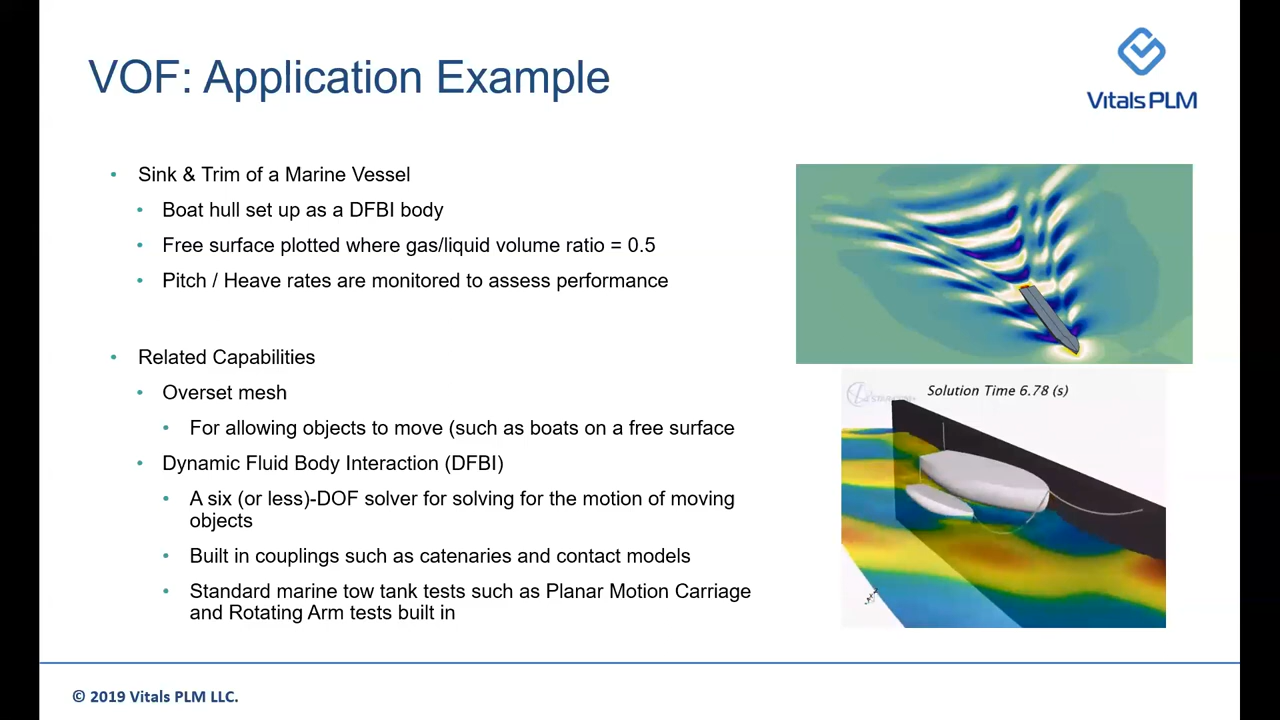 VOF: Application Example
Vitals PLM
• Sink & Trim of a Marine Vessel
• Boat hull set up as a DFBI body
• Free surface plotted where gas/liquid volume ratio = 0.5
• Pitch / Heave rates are monitored to assess performance
• Related Capabilities
• Overset mesh
• For allowing objects to move (such as boats on a free surface
• Dynamic Fluid Body Interaction (DFBI)
• A six (or less)-DOF solver for solving for the motion of moving
objects
• Built in couplings such as catenaries and contact models
• Standard marine tow tank tests such as Planar Motion Carriage
and Rotating Arm tests built in
Solution Time 6.78 (s)
© 2019 Vitals PLM LLC.